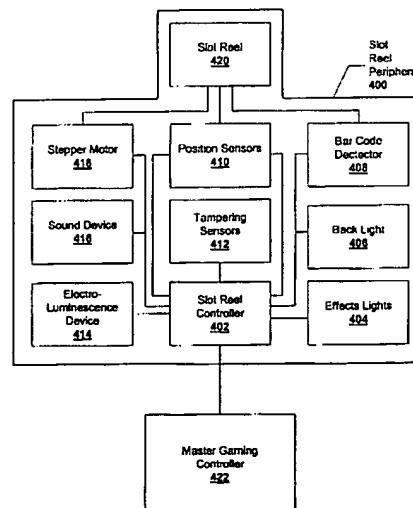 Slot Reel
420
Slot
Reel
Peripheral
400
Stepper Motor
418
Position Sensors
410
Bar Code
Dectector
408
Sound Device
416
Tampering
Sensors
412
Back Light
406
Electro-
Luminescence
Device
414
Slot Reel
Controller
402
Effects Lights
404
Master Gaming
Controller
422